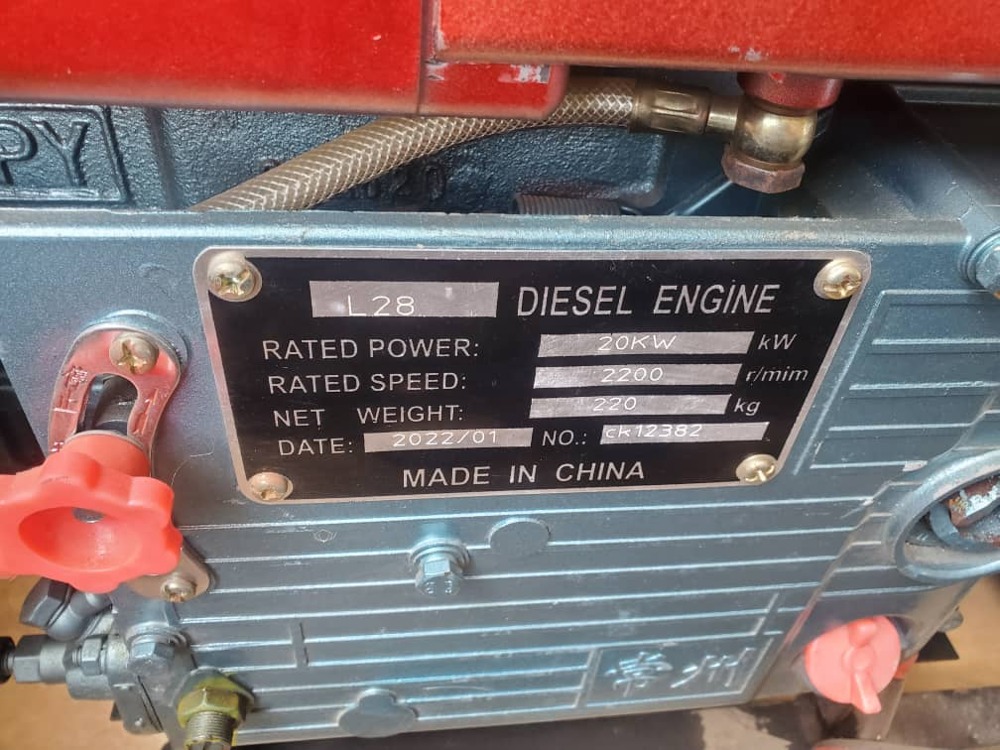 PY
L28 DIESEL ENGINE
RATED POWER: 20KW kW
RATED SPEED: 2200 r/mim
NET WEIGHT: 220 kg
DATE: 2022/01 NO.: ck12382
MADE IN CHINA
常州